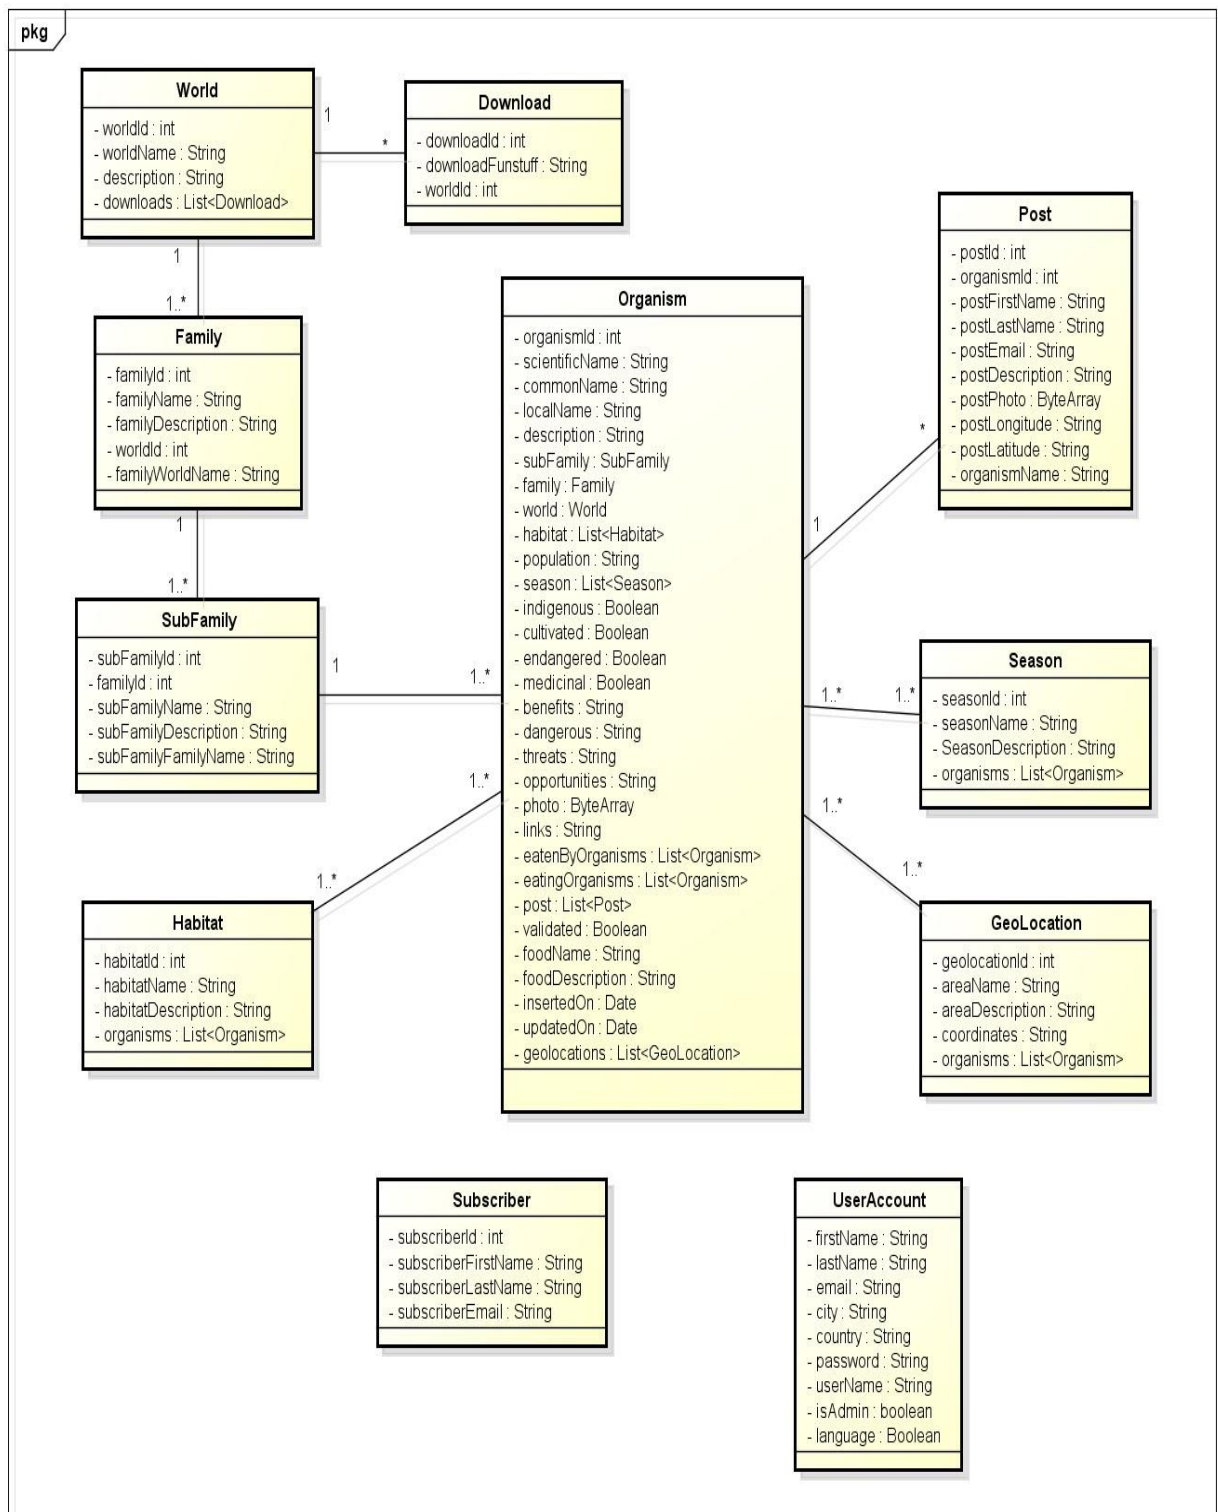 pkg
World
- worldId : int
- worldName : String
- description : String
- downloads : List<Download>
1
*
Download
- downloadId : int
- downloadFunstuff : String
- worldId : int
1
1..*
Family
- familyId : int
- familyName : String
- familyDescription : String
- worldId : int
- familyWorldName : String
1
1..*
SubFamily
- subFamilyId : int
- familyId : int
- subFamilyName : String
- subFamilyDescription : String
- subFamilyFamilyName : String
1
1..*
Organism
- organismId : int
- scientificName : String
- commonName : String
- localName : String
- description : String
- subFamily : SubFamily
- family : Family
- world : World
- habitat : List<Habitat>
- population : String
- season : List<Season>
- indigenous : Boolean
- cultivated : Boolean
- endangered : Boolean
- medicinal : Boolean
- benefits : String
- dangerous : String
- threats : String
- opportunities : String
- photo : ByteArray
- links : String
- eatenByOrganisms : List<Organism>
- eatingOrganisms : List<Organism>
- post : List<Post>
- validated : Boolean
- foodName : String
- foodDescription : String
- insertedOn : Date
- updatedOn : Date
- geolocations : List<GeoLocation>
Post
- postId : int
- organismId : int
- postFirstName : String
- postLastName : String
- postEmail : String
- postDescription : String
- postPhoto : ByteArray
- postLongitude : String
- postLatitude : String
- organismName : String
*
1
Season
- seasonId : int
- seasonName : String
- SeasonDescription : String
- organisms : List<Organism>
1..*
1..*
1..*
1..*
GeoLocation
- geolocationId : int
- areaName : String
- areaDescription : String
- coordinates : String
- organisms : List<Organism>
1..*
1..*
Habitat
- habitatId : int
- habitatName : String
- habitatDescription : String
- organisms : List<Organism>
Subscriber
- subscriberId : int
- subscriberFirstName : String
- subscriberLastName : String
- subscriberEmail : String
UserAccount
- firstName : String
- lastName : String
- email : String
- city : String
- country : String
- password : String
- userName : String
- isAdmin : boolean
- language : Boolean